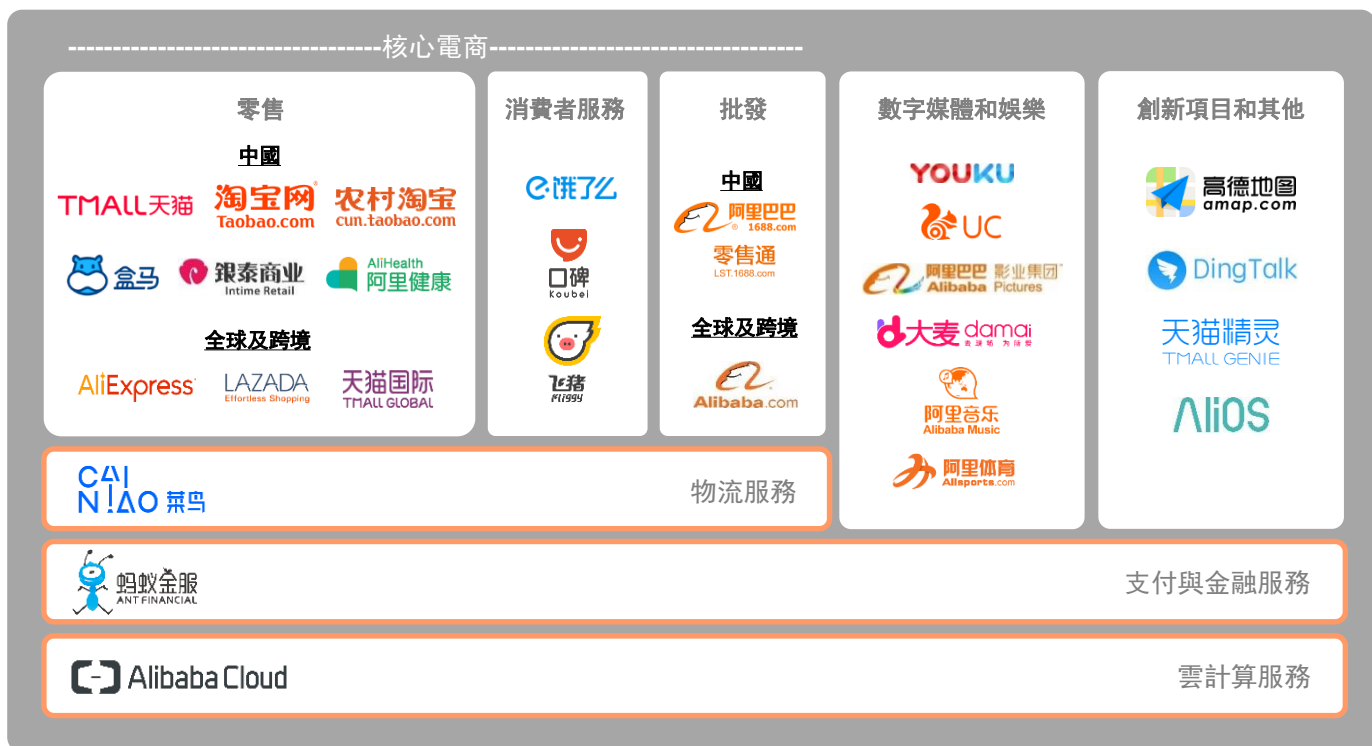 ---------------------------------核心電商---------------------------------
零售
中國
TMALL天猫
淘宝网
Taobao.com
农村淘宝
cun.taobao.com
盒马
銀泰商业
Intime Retail
AliHealth
阿里健康
全球及跨境
AliExpress
LAZADA
Effortless Shopping
天猫国际
TMALL GLOBAL
消費者服務
饿了么
口碑
Koubei
飞猪
Fliggy
批發
中國
阿里巴巴
1688.com
零售通
LST.1688.com
全球及跨境
Alibaba.com
數字媒體和娛樂
YOUKU
UC
阿里巴巴 影业集团
Alibaba Pictures
大麦 damai
阿里音乐
Alibaba Music
阿里体育
Alisports.com
創新項目和其他
高德地图
amap.com
DingTalk
天猫精灵
TMALL GENIE
AliOS
CAI
NIAO 菜鸟
物流服務
蚂蚁金服
ANT FINANCIAL
支付與金融服務
Alibaba Cloud
雲計算服務